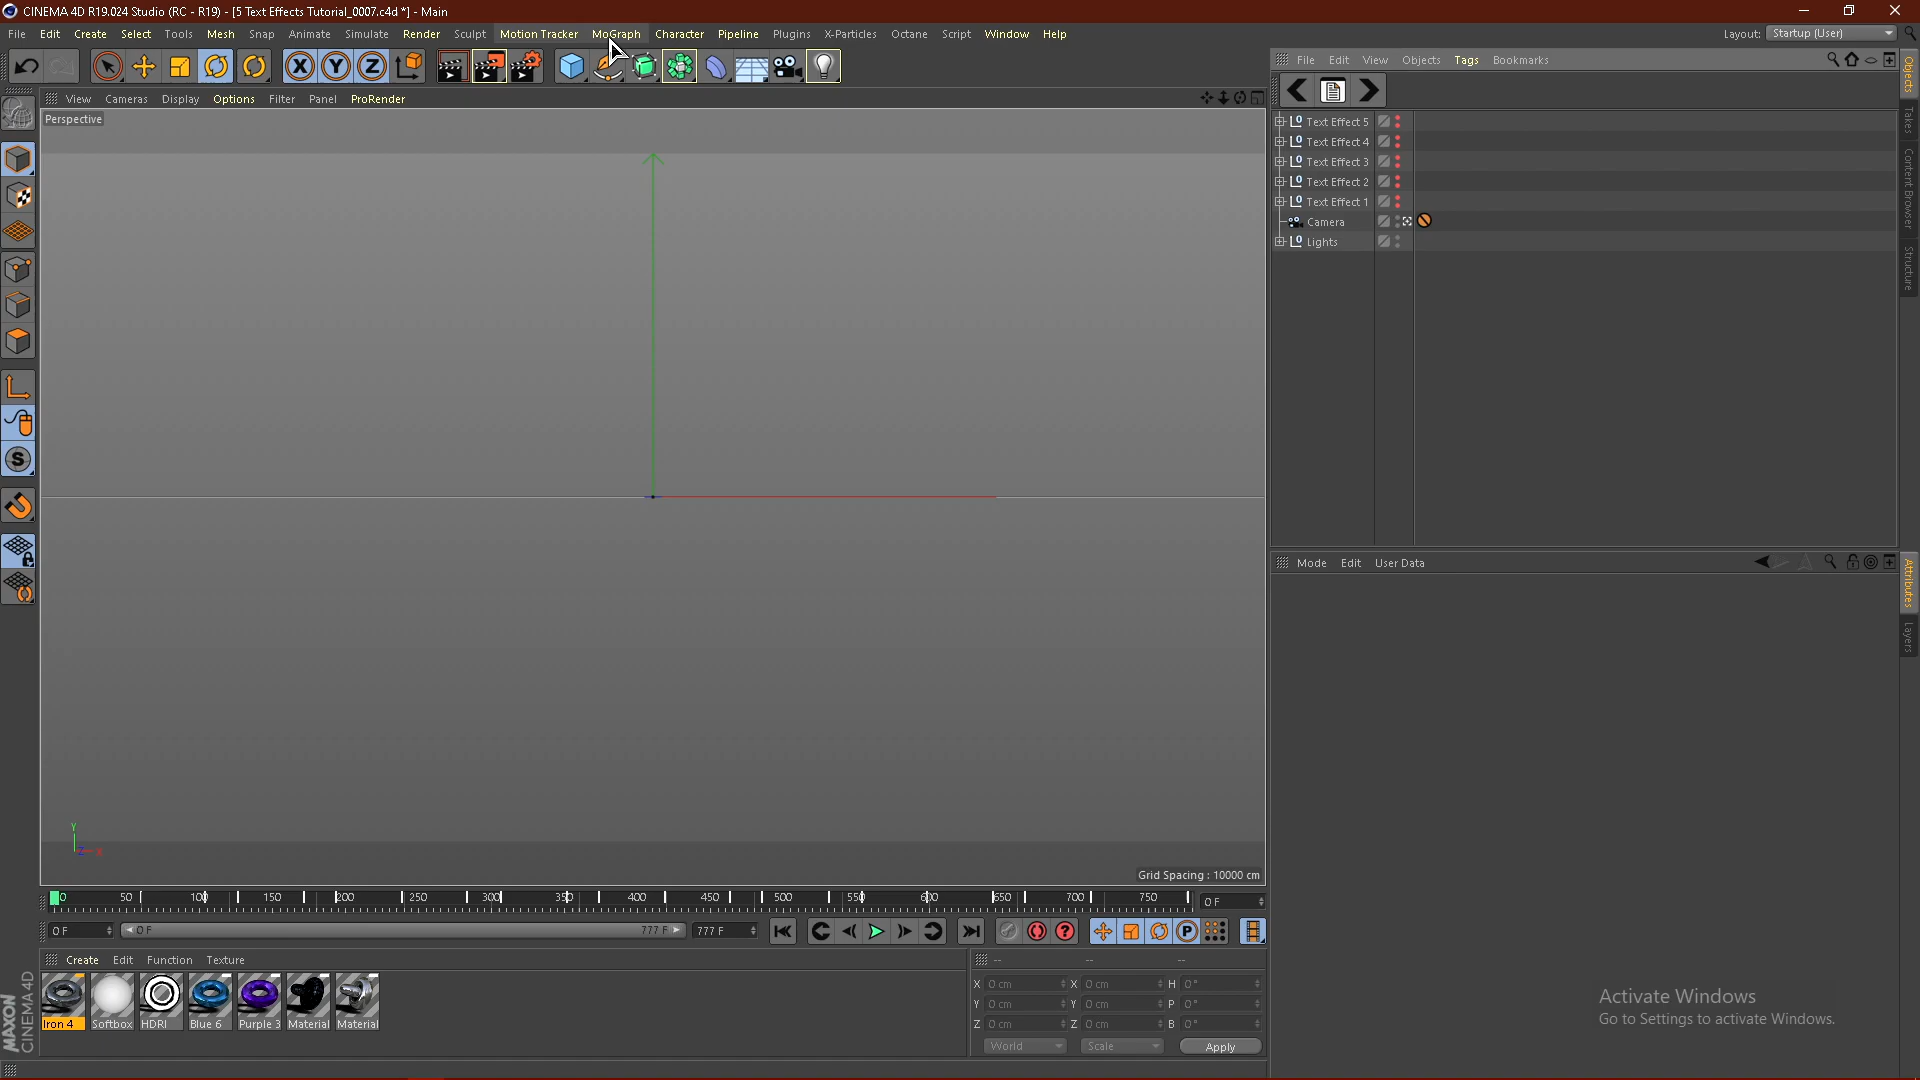 CINEMA 4D R19.024 Studio (RC - R19) - [5 Text Effects Tutorial_0007.c4d *] - Main
File Edit Create Select Tools Mesh Snap Animate Simulate Render Sculpt Motion Tracker MoGraph Character Pipeline Plugins X-Particles Octane Script Window Help
Layout: Startup (User)
X Y Z
File Edit View Objects Tags Bookmarks
View Cameras Display Options Filter Panel ProRender
Perspective
Text Effect 5
Text Effect 4
Text Effect 3
Text Effect 2
Text Effect 1
Camera
Lights
Objects
Takes
Content Browser
Structure
Mode Edit User Data
Attributes
Layers
S
Y
Z X
Grid Spacing : 10000 cm
0 50 100 150 200 250 300 350 400 450 500 550 600 650 700 750 0 F
0 F 0 F 777 F 777 F
P
Create Edit Function Texture
-- -- --
Iron 4 Softbox HDRI Blue 6 Purple 3 Material Material
X 0 cm X 0 cm H 0°
Y 0 cm Y 0 cm P 0°
Z 0 cm Z 0 cm B 0°
World Scale Apply
MAXON
CINEMA 4D
Activate Windows
Go to Settings to activate Windows.